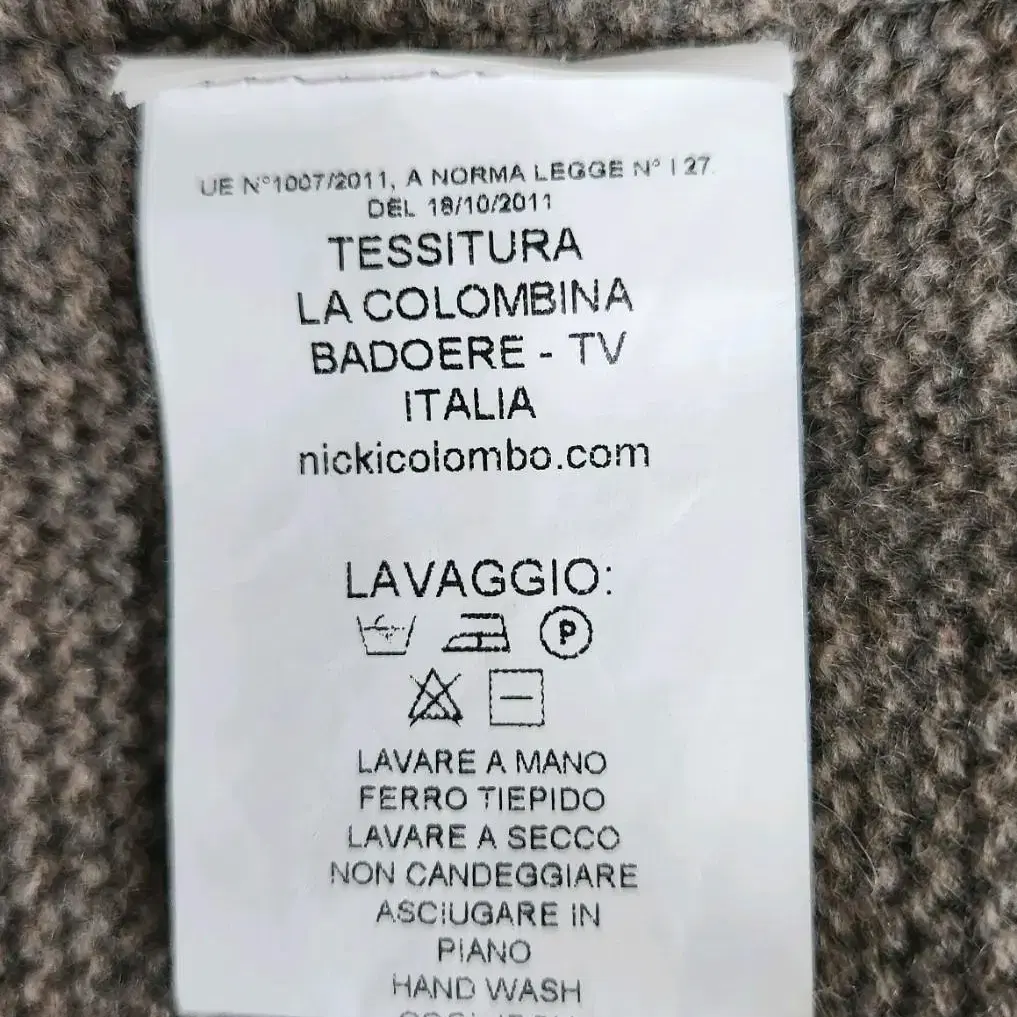 UE N°1007/2011, A NORMA LEGGE N° 127
DEL 18/10/2011
TESSITURA
LA COLOMBINA
BADOERE - TV
ITALIA
nickicolombo.com
LAVAGGIO:
P
LAVARE A MANO
FERRO TIEPIDO
LAVARE A SECCO
NON CANDEGGIARE
ASCIUGARE IN
PIANO
HAND WASH